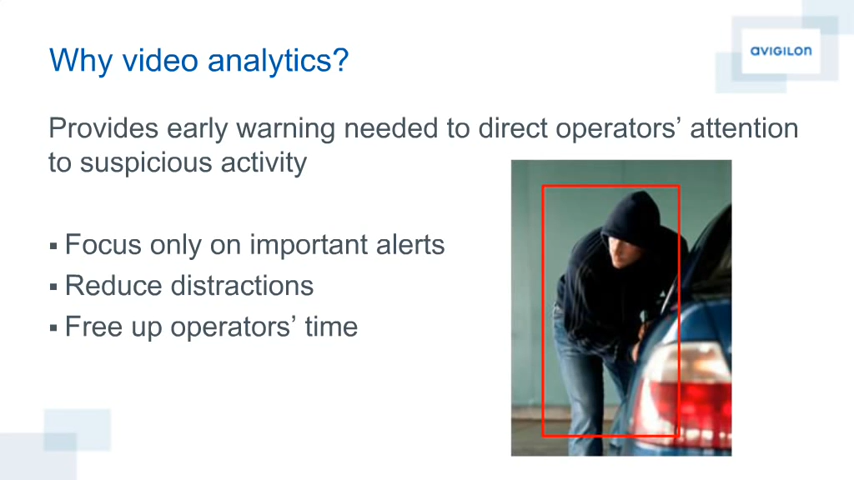 Why video analytics?
aVIGILON
Provides early warning needed to direct operators’ attention
to suspicious activity
▪ Focus only on important alerts
▪ Reduce distractions
▪ Free up operators’ time